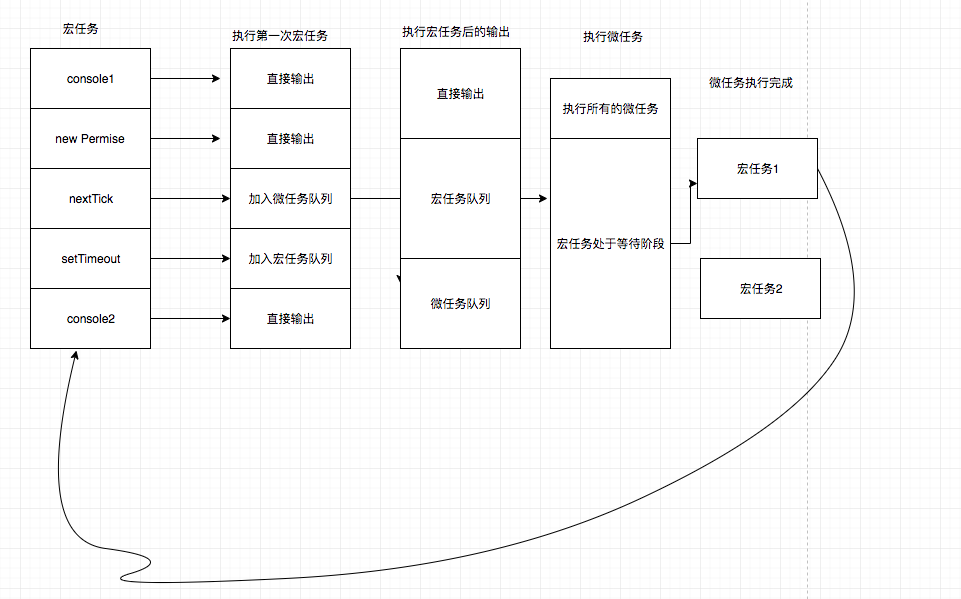 宏任务
console1
new Permise
nextTick
setTimeout
console2
执行第一次宏任务
直接输出
直接输出
加入微任务队列
加入宏任务队列
直接输出
执行宏任务后的输出
直接输出
宏任务队列
微任务队列
执行微任务
执行所有的微任务
宏任务处于等待阶段
微任务执行完成
宏任务1
宏任务2